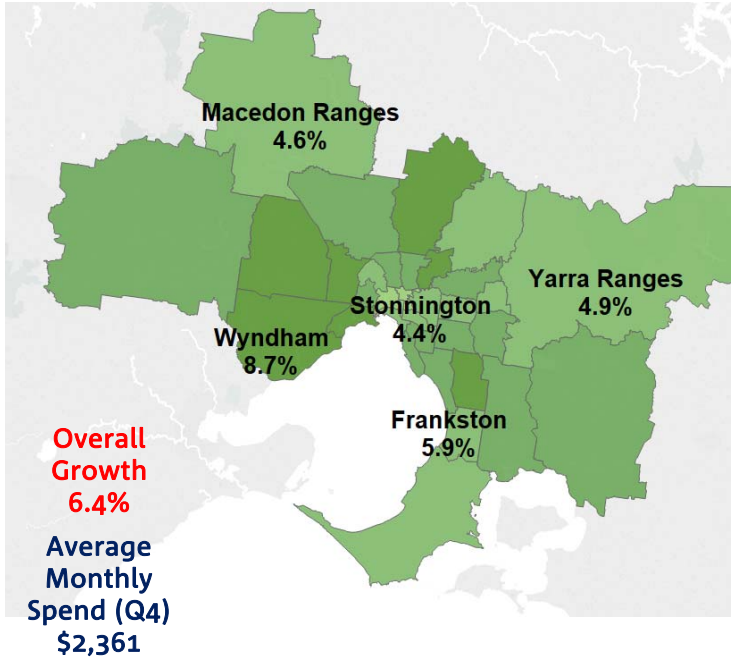 Macedon Ranges
4.6%
Yarra Ranges
4.9%
Stonnington
4.4%
Wyndham
8.7%
Frankston
5.9%
Overall
Growth
6.4%
Average
Monthly
Spend (Q4)
$2,361